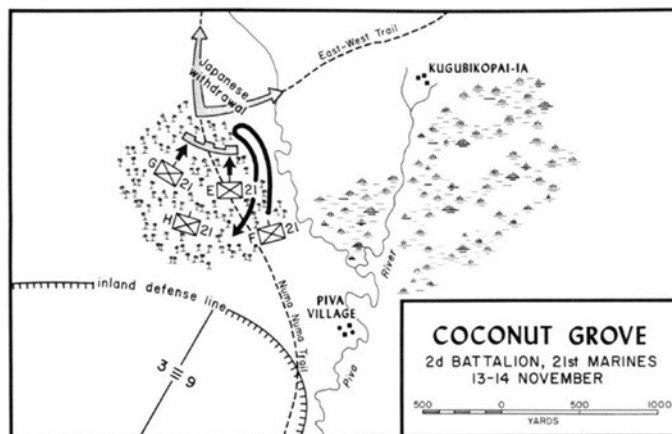 East-West Trail
KUGUBIKOPAI-IA
Japanese
withdrawal
G 21
E 21
H 21
F 21
inland defense line
Numa Numa Trail
River
PIVA
VILLAGE
Piva
3 9
COCONUT GROVE
2d BATTALION, 21st MARINES
13-14 NOVEMBER
500 0 500 1000
YARDS